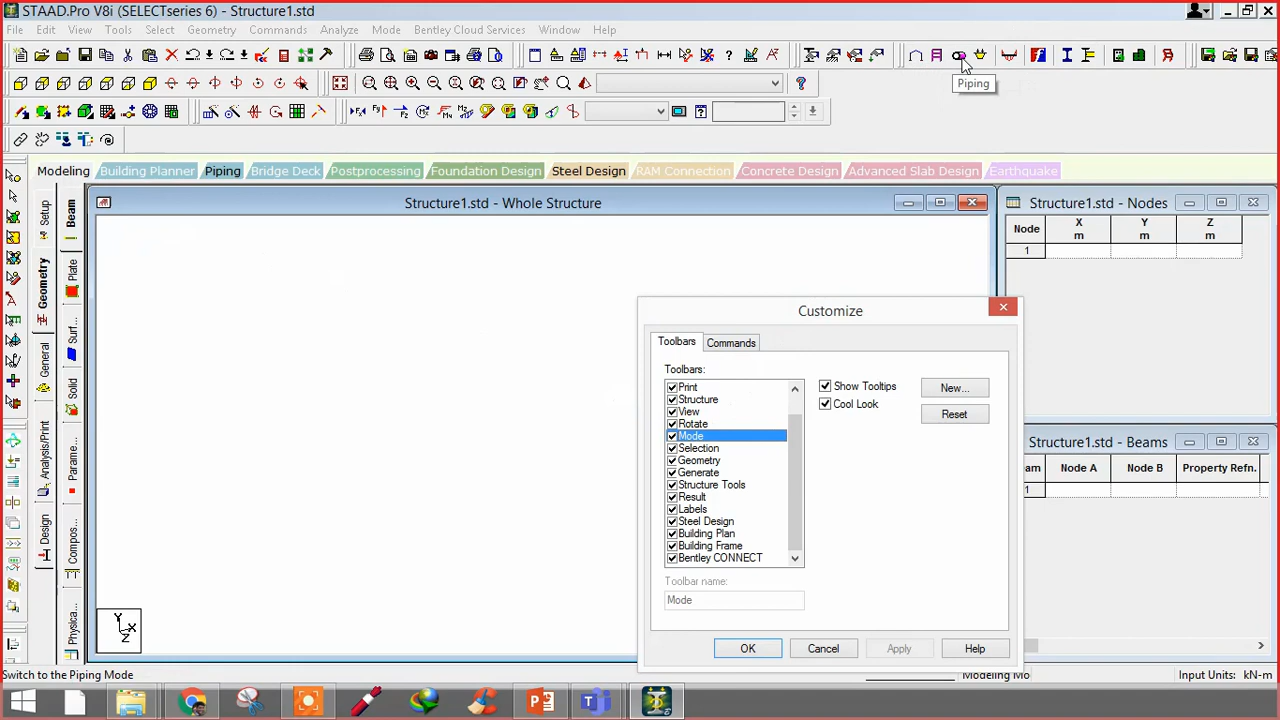 STAAD.Pro V8i (SELECTseries 6) - Structure1.std
File Edit View Tools Select Geometry Commands Analyze Mode Bentley Cloud Services Window Help
Piping
Modeling Building Planner Piping Bridge Deck Postprocessing Foundation Design Steel Design RAM Connection Concrete Design Advanced Slab Design Earthquake
Setup
Geometry
General
Analysis/Print
Design
Beam
Plate
Surf...
Solid
Parame...
Compos...
Physica...
Structure1.std - Whole Structure
Y
X
Z
Structure1.std - Nodes
Node X Y Z
m m m
1
Structure1.std - Beams
eam Node A Node B Property Refn.
1
Customize
Toolbars Commands
Toolbars:
Print
Structure
View
Rotate
Mode
Selection
Geometry
Generate
Structure Tools
Result
Labels
Steel Design
Building Plan
Building Frame
Bentley CONNECT
Show Tooltips
Cool Look
New...
Reset
Toolbar name:
Mode
OK Cancel Apply Help
Switch to the Piping Mode
Modeling Mo
Input Units: kN-m